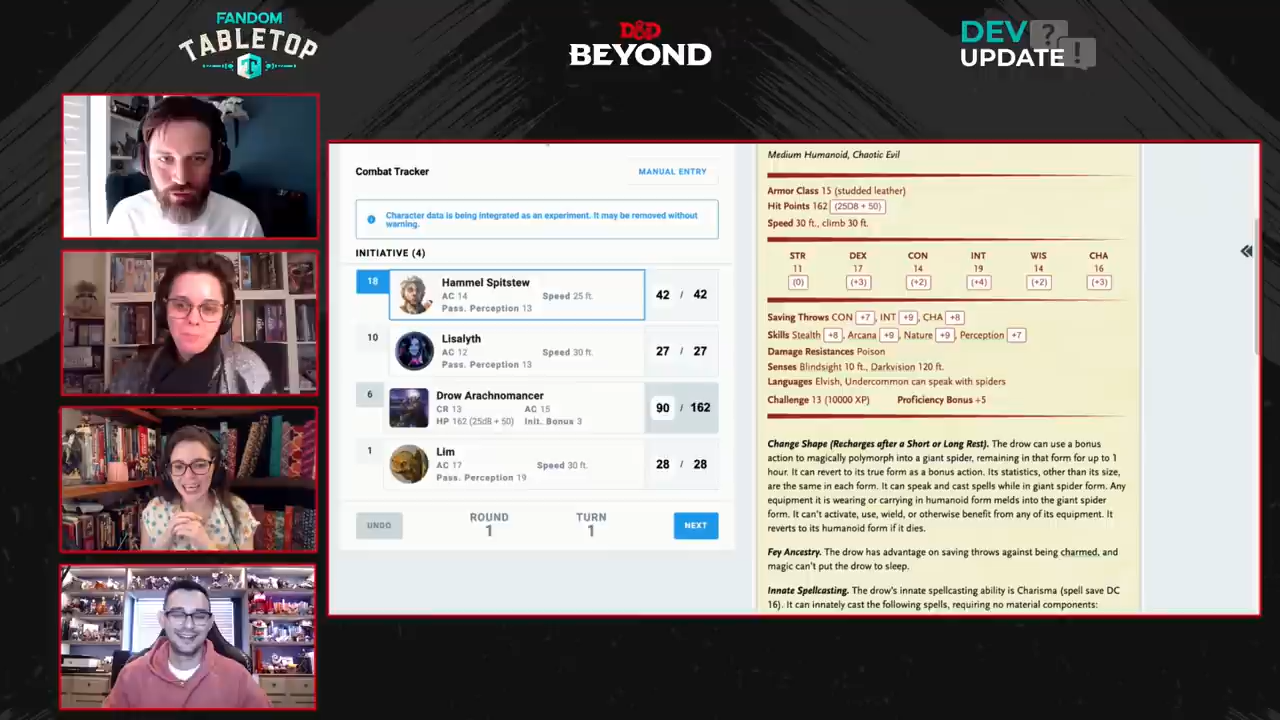 FANDOM
TABLETOP
T
D&D
BEYOND
DEV ?
UPDATE !
Combat Tracker
MANUAL ENTRY
Character data is being integrated as an experiment. It may be removed without
warning.
INITIATIVE (4)
18
Hammel Spitstew
AC 14 Speed 25 ft.
Pass. Perception 13
42 / 42
10
Lisalyth
AC 12 Speed 30 ft.
Pass. Perception 13
27 / 27
6
Drow Arachnomancer
CR 13 AC 15
HP 162 (25d8 + 50) Init. Bonus 3
90 / 162
1
Lim
AC 17 Speed 30 ft.
Pass. Perception 19
28 / 28
UNDO
ROUND
1
TURN
1
NEXT
Medium Humanoid, Chaotic Evil
Armor Class 15 (studded leather)
Hit Points 162 (25D8 + 50)
Speed 30 ft., climb 30 ft.
STR DEX CON INT WIS CHA
11 17 14 19 14 16
(0) (+3) (+2) (+4) (+2) (+3)
Saving Throws CON +7, INT +9, CHA +8
Skills Stealth +8, Arcana +9, Nature +9, Perception +7
Damage Resistances Poison
Senses Blindsight 10 ft., Darkvision 120 ft.
Languages Elvish, Undercommon can speak with spiders
Challenge 13 (10000 XP) Proficiency Bonus +5
Change Shape (Recharges after a Short or Long Rest). The drow can use a bonus
action to magically polymorph into a giant spider, remaining in that form for up to 1
hour. It can revert to its true form as a bonus action. Its statistics, other than its size,
are the same in each form. It can speak and cast spells while in giant spider form. Any
equipment it is wearing or carrying in humanoid form melds into the giant spider
form. It can't activate, use, wield, or otherwise benefit from any of its equipment. It
reverts to its humanoid form if it dies.
Fey Ancestry. The drow has advantage on saving throws against being charmed, and
magic can't put the drow to sleep.
Innate Spellcasting. The drow's innate spellcasting ability is Charisma (spell save DC
16). It can innately cast the following spells, requiring no material components: